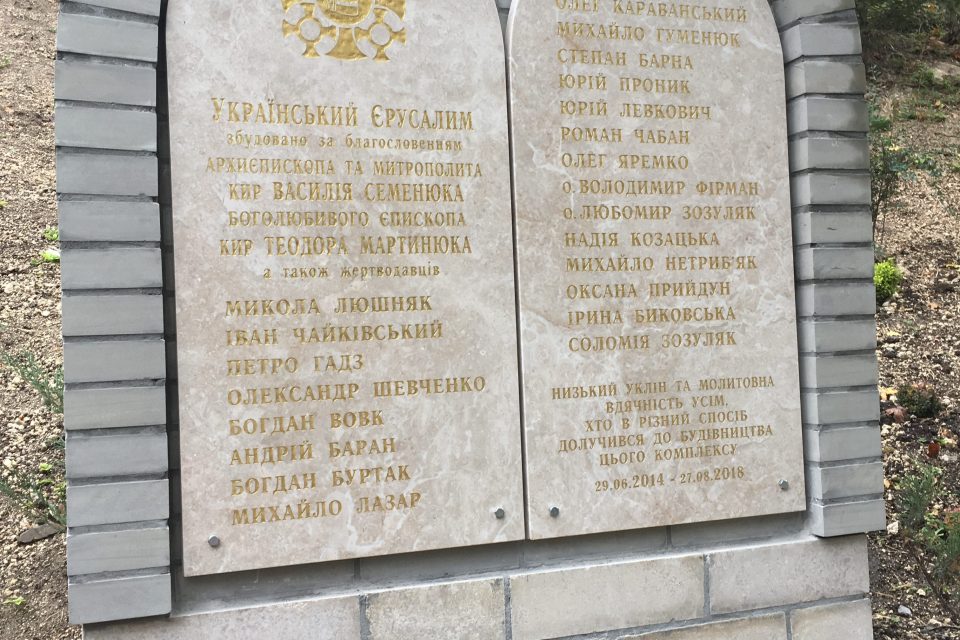 Український Єрусалим
збудовано за благословенням
Архиєпископа та Митрополита
кир Василія Семенюка
Боголюбивого Єпископа
кир Теодора Мартинюка
а також жертводавців
МИКОЛА ЛЮШНЯК
ІВАН ЧАЙКІВСЬКИЙ
ПЕТРО ГАДЗ
ОЛЕКСАНДР ШЕВЧЕНКО
БОГДАН ВОВК
АНДРІЙ БАРАН
БОГДАН БУРТАК
МИХАЙЛО ЛАЗАР
ОЛЕГ КАРАВАНСЬКИЙ
МИХАЙЛО ГУМЕНЮК
СТЕПАН БАРНА
ЮРІЙ ПРОНИК
ЮРІЙ ЛЕВКОВИЧ
РОМАН ЧАБАН
ОЛЕГ ЯРЕМКО
о. ВОЛОДИМИР ФІРМАН
о. ЛЮБОМИР ЗОЗУЛЯК
НАДІЯ КОЗАЦЬКА
МИХАЙЛО НЕТРИБ'ЯК
ОКСАНА ПРИЙДУН
ІРИНА БИКОВСЬКА
СОЛОМІЯ ЗОЗУЛЯК
НИЗЬКИЙ УКЛІН ТА МОЛИТОВНА
ВДЯЧНІСТЬ УСІМ,
ХТО В РІЗНИЙ СПОСІБ
ДОЛУЧИВСЯ ДО БУДІВНИЦТВА
ЦЬОГО КОМПЛЕКСУ
29.06.2014 - 27.08.2018